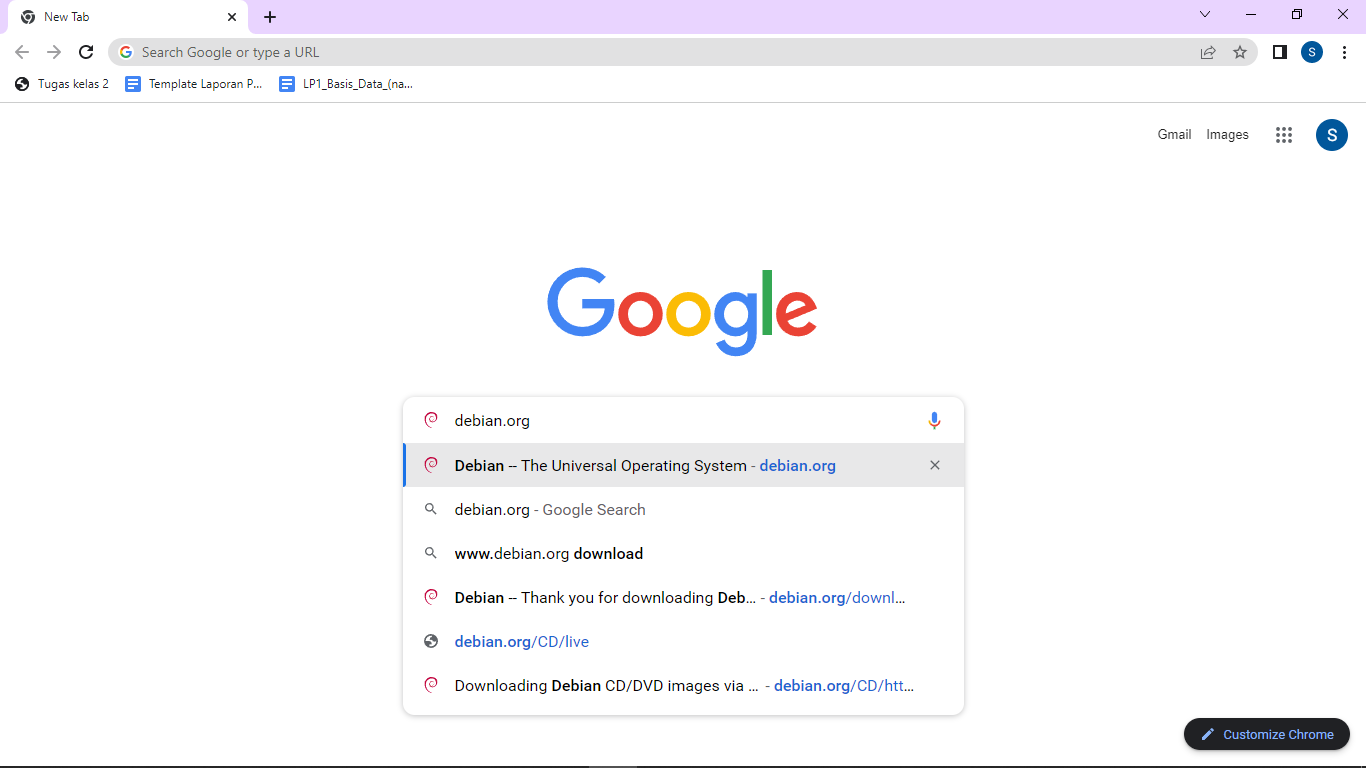 New Tab
Search Google or type a URL
S
Tugas kelas 2
Template Laporan P...
LP1_Basis_Data_(na...
Gmail
Images
S
Google
debian.org
Debian -- The Universal Operating System - debian.org
debian.org - Google Search
www.debian.org download
Debian -- Thank you for downloading Deb... - debian.org/downl...
debian.org/CD/live
Downloading Debian CD/DVD images via ... - debian.org/CD/htt...
Customize Chrome